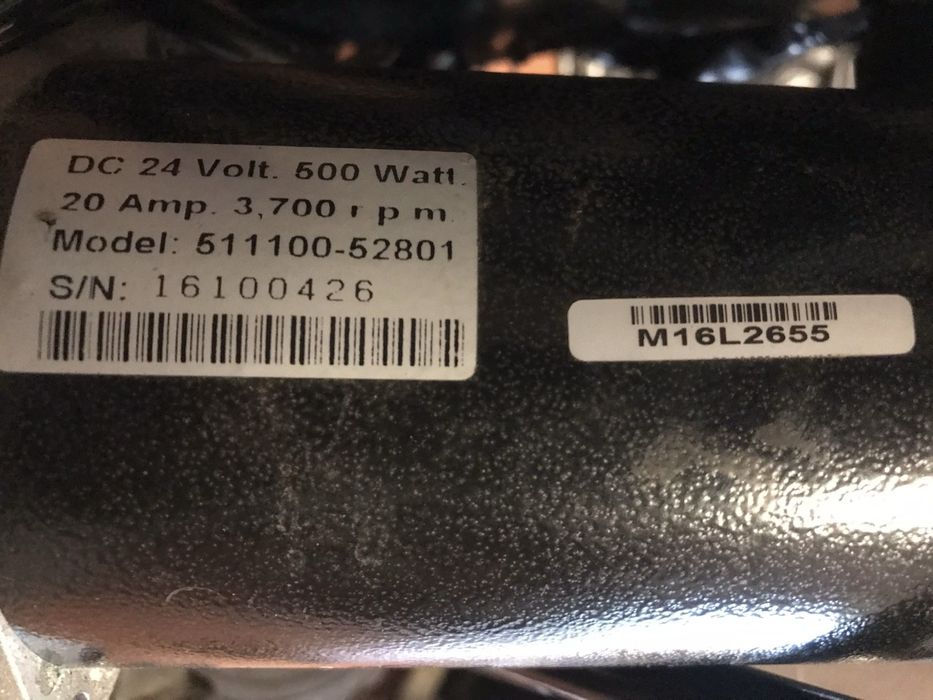 DC 24 Volt. 500 Watt.
20 Amp. 3,700 r p m
Model: 511100-52801
S/N: 16100426
M16L2655